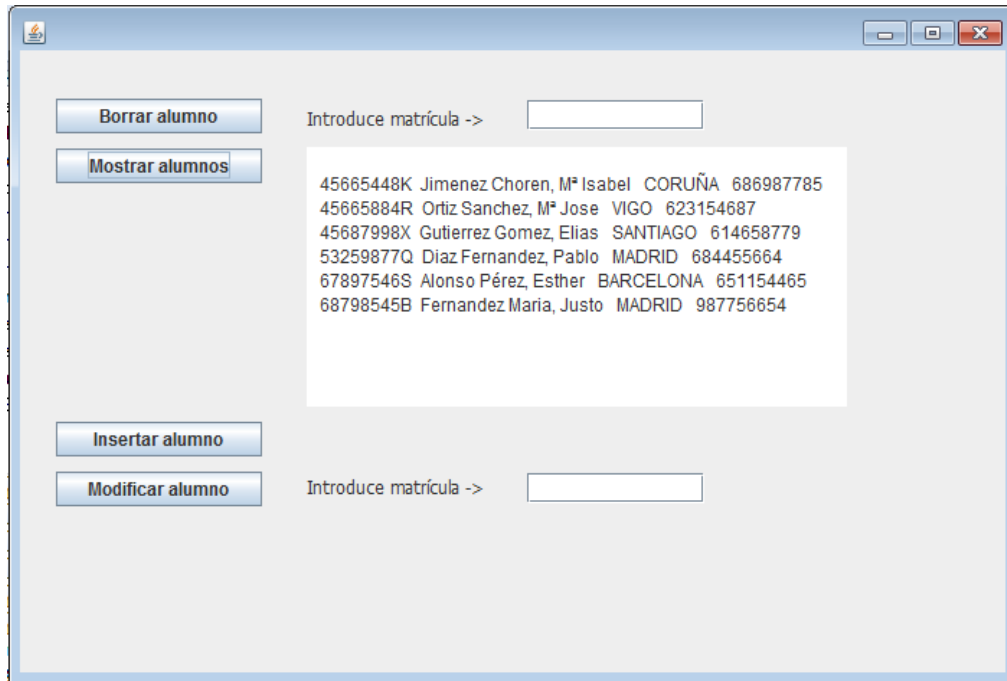 Borrar alumno
Introduce matrícula ->
Mostrar alumnos
45665448K Jimenez Choren, Mª Isabel CORUÑA 686987785
45665884R Ortiz Sanchez, Mª Jose VIGO 623154687
45687998X Gutierrez Gomez, Elias SANTIAGO 614658779
53259877Q Diaz Fernandez, Pablo MADRID 684455664
67897546S Alonso Pérez, Esther BARCELONA 651154465
68798545B Fernandez Maria, Justo MADRID 987756654
Insertar alumno
Modificar alumno
Introduce matrícula ->